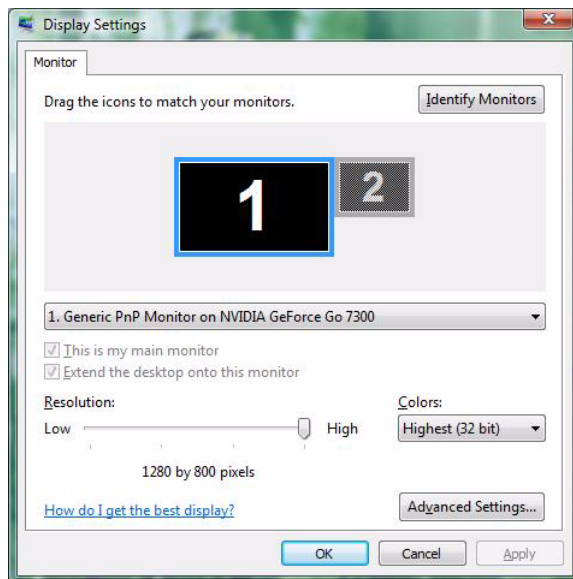 Display Settings
Monitor
Drag the icons to match your monitors.
Identify Monitors
1
2
1. Generic PnP Monitor on NVIDIA GeForce Go 7300
This is my main monitor
Extend the desktop onto this monitor
Resolution:
Colors:
Low
High
Highest (32 bit)
1280 by 800 pixels
How do I get the best display?
Advanced Settings...
OK
Cancel
Apply